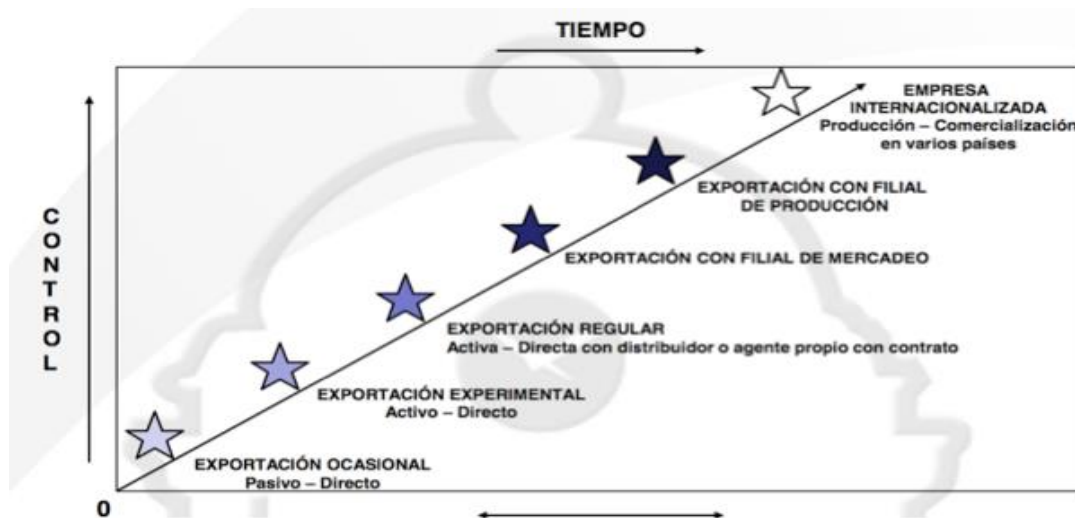 TIEMPO
EMPRESA
INTERNACIONALIZADA
Producción – Comercialización
en varios países
EXPORTACIÓN CON FILIAL
DE PRODUCCIÓN
CONTROL
EXPORTACIÓN CON FILIAL DE MERCADEO
EXPORTACIÓN REGULAR
Activa – Directa con distribuidor o agente propio con contrato
EXPORTACIÓN EXPERIMENTAL
Activo – Directo
EXPORTACIÓN OCASIONAL
Pasivo – Directo
0